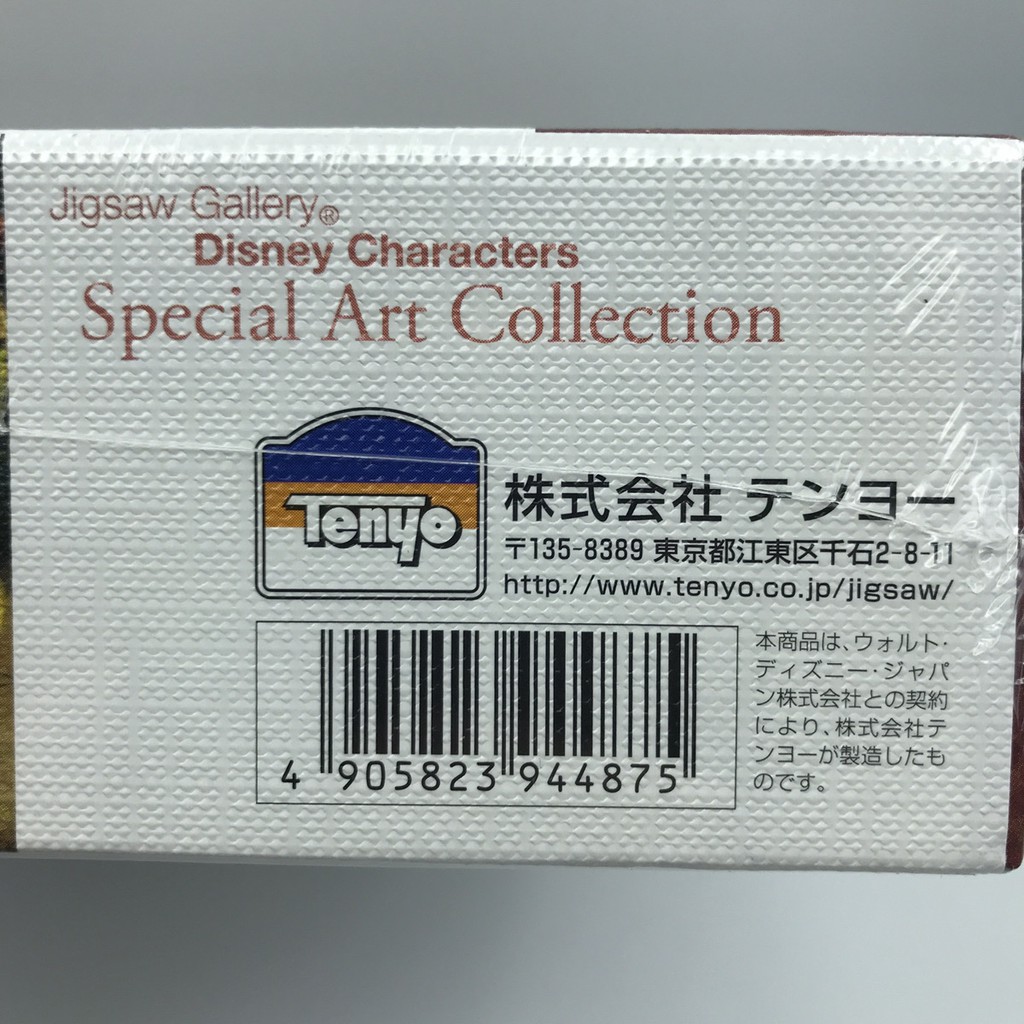 Jigsaw Gallery®
Disney Characters
Special Art Collection
Tenyo
株式会社 テンヨー
〒135-8389 東京都江東区千石2-8-11
http://www.tenyo.co.jp/jigsaw/
本商品は、ウォルト・
ディズニー・ジャパ
ン株式会社との契約
により、株式会社テ
ンヨーが製造したも
のです。
4 905823 944875